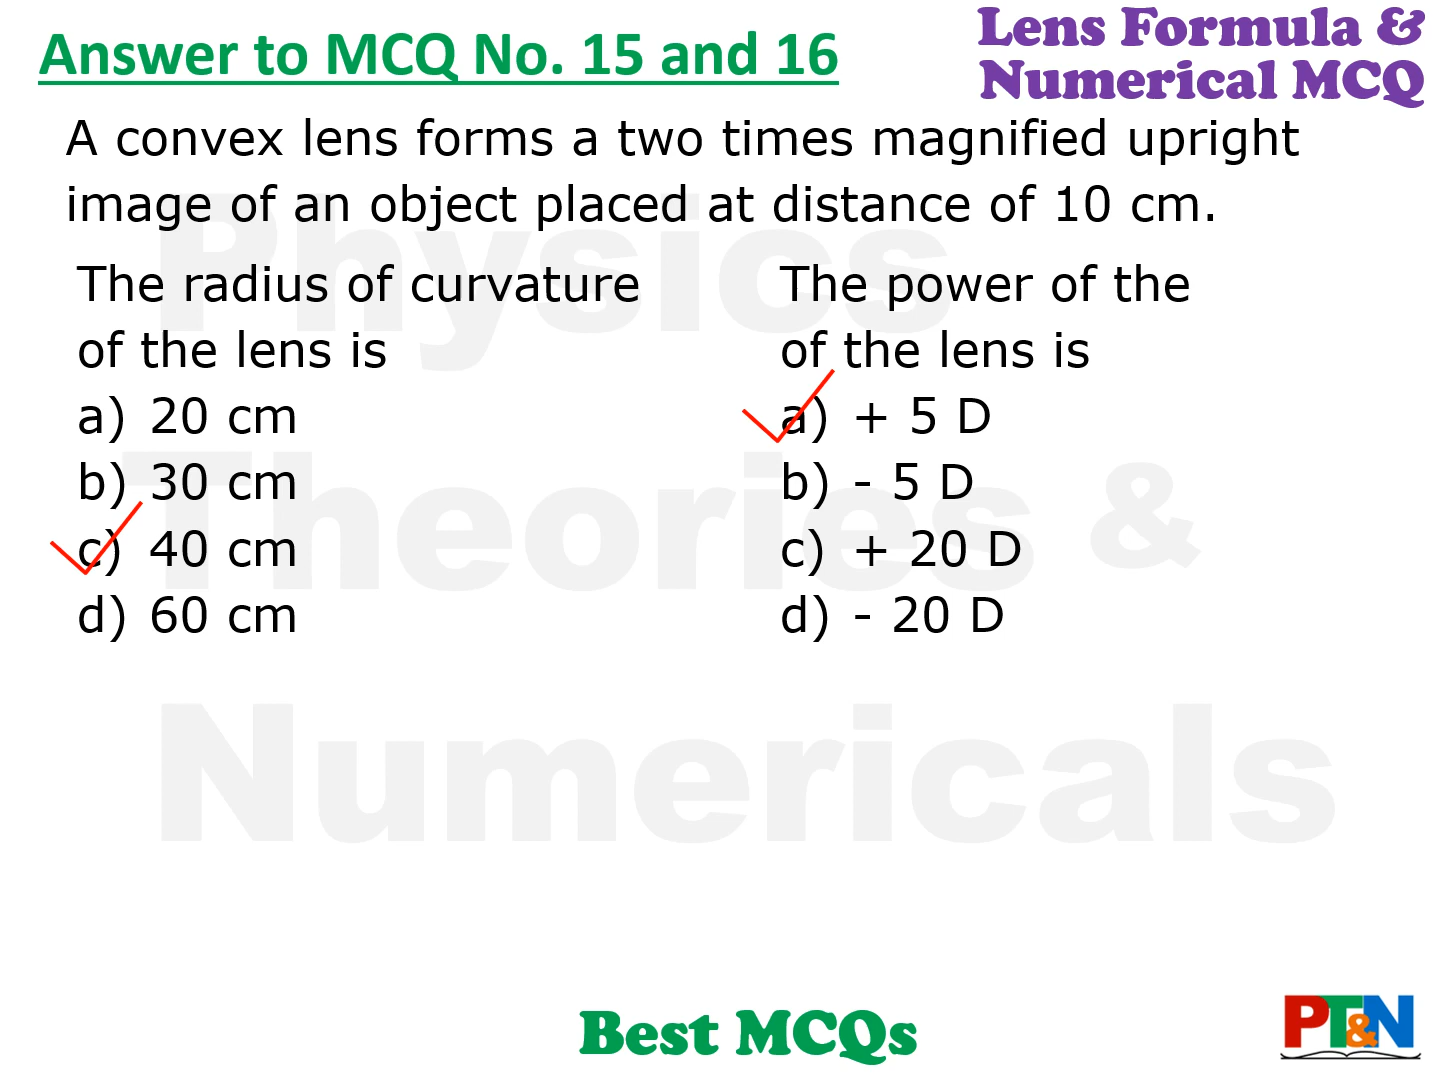 Answer to MCQ No. 15 and 16
Lens Formula &
Numerical MCQ
A convex lens forms a two times magnified upright
image of an object placed at distance of 10 cm.
The radius of curvature
of the lens is
a) 20 cm
b) 30 cm
c) 40 cm
d) 60 cm
The power of the
of the lens is
a) + 5 D
b) - 5 D
c) + 20 D
d) - 20 D
Physics
Theories &
Numericals
Best MCQs
PT&N